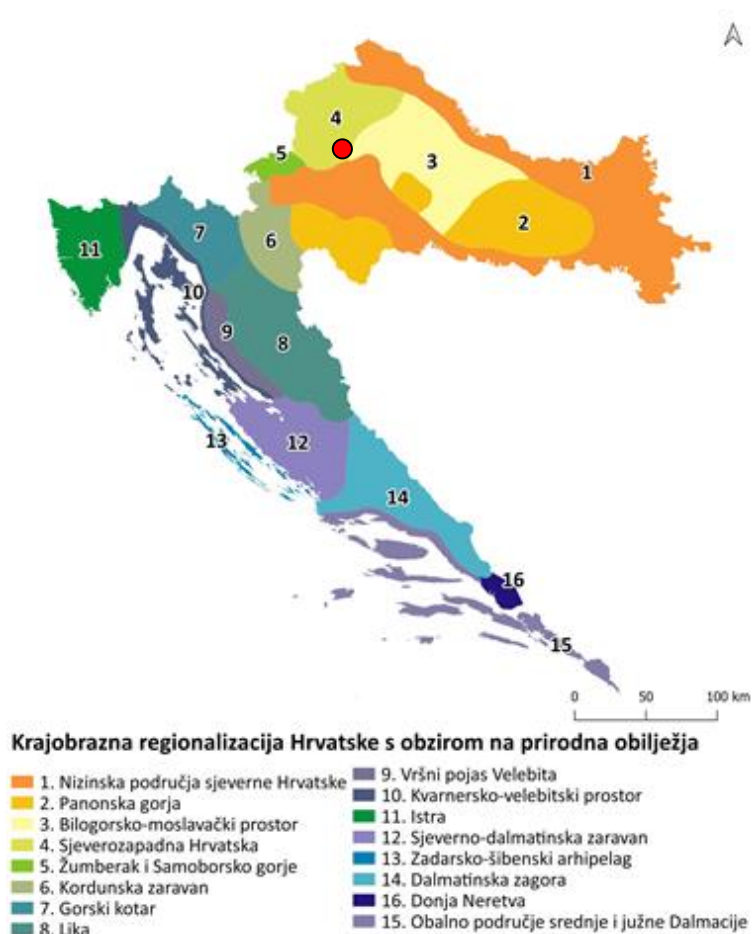 4
5
3
1
2
6
7
11
10
9
8
12
13
14
16
15
0 50 100 km
Krajobrazna regionalizacija Hrvatske s obzirom na prirodna obilježja
1. Nizinska područja sjeverne Hrvatske
2. Panonska gorja
3. Bilogorsko-moslavački prostor
4. Sjeverozapadna Hrvatska
5. Žumberak i Samoborsko gorje
6. Kordunska zaravan
7. Gorski kotar
8. Lika
9. Vršni pojas Velebita
10. Kvarnersko-velebitski prostor
11. Istra
12. Sjeverno-dalmatinska zaravan
13. Zadarsko-šibenski arhipelag
14. Dalmatinska zagora
16. Donja Neretva
15. Obalno područje srednje i južne Dalmacije